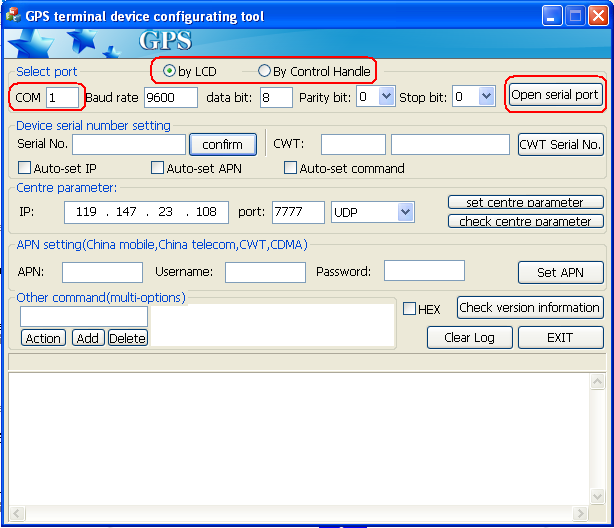 GPS terminal device configurating tool
GPS
Select port
by LCD By Control Handle
COM 1 Baud rate 9600 data bit: 8 Parity bit: 0 Stop bit: 0 Open serial port
Device serial number setting
Serial No. confirm CWT: CWT Serial No.
Auto-set IP Auto-set APN Auto-set command
Centre parameter:
IP: 119 . 147 . 23 . 108 port: 7777 UDP set centre parameter
check centre parameter
APN setting(China mobile,China telecom,CWT,CDMA)
APN: Username: Password: Set APN
Other command(multi-options)
HEX Check version information
Action Add Delete Clear Log EXIT